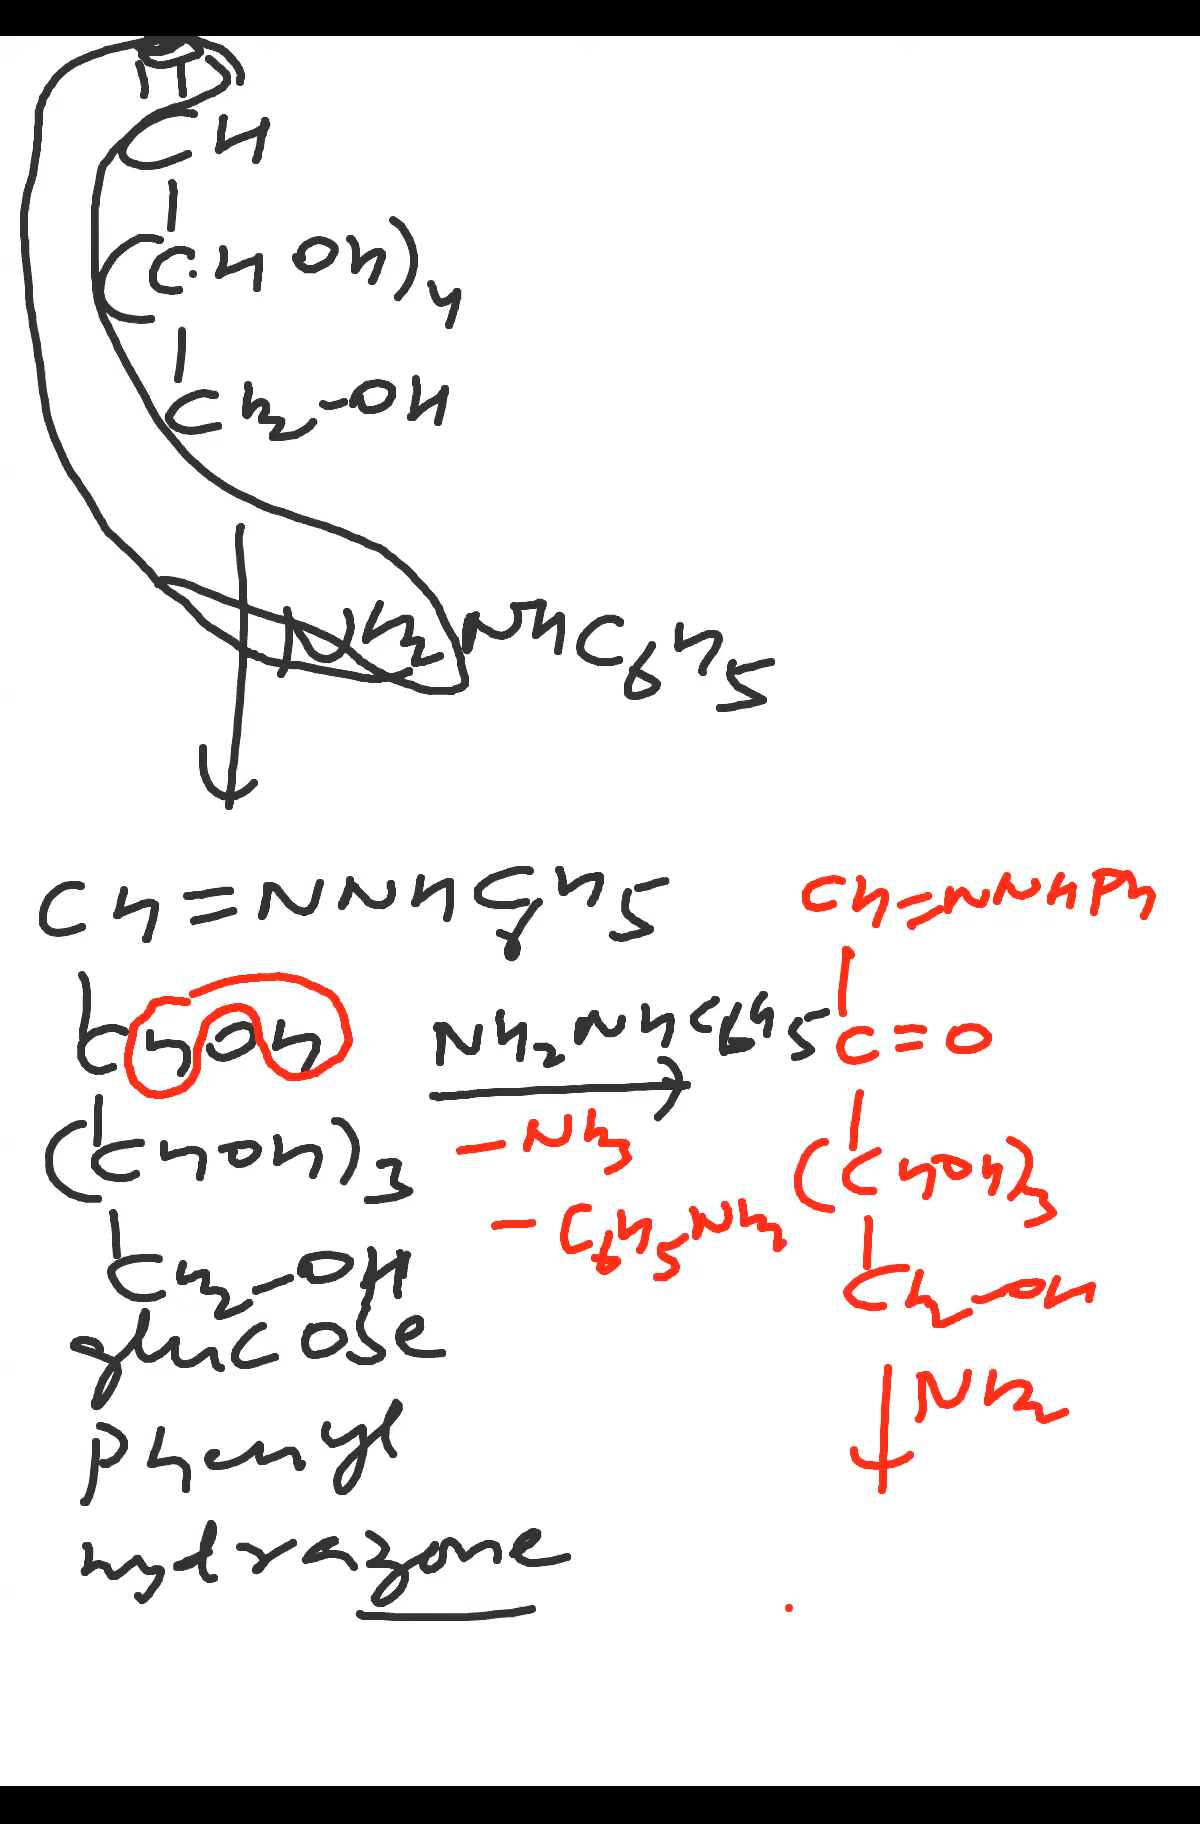 O
CH
(CHOH)4
CH2-OH
NH2NHC6H5
CH=NNHC6H5
CHOH
(CHOH)3
CH2-OH
glucose
phenyl
hydrazone
NH2NHC6H5
-NH3
-C6H5NH2
CH=NNHPh
C=O
(CHOH)3
CH2-OH
NH2